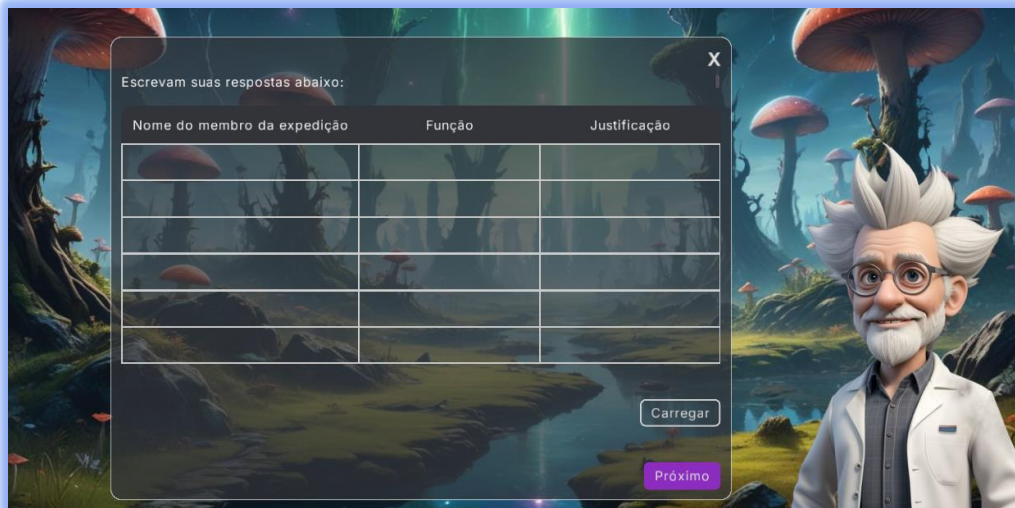 X
Escrevam suas respostas abaixo:
Nome do membro da expedição Função Justificação
Carregar
Próximo